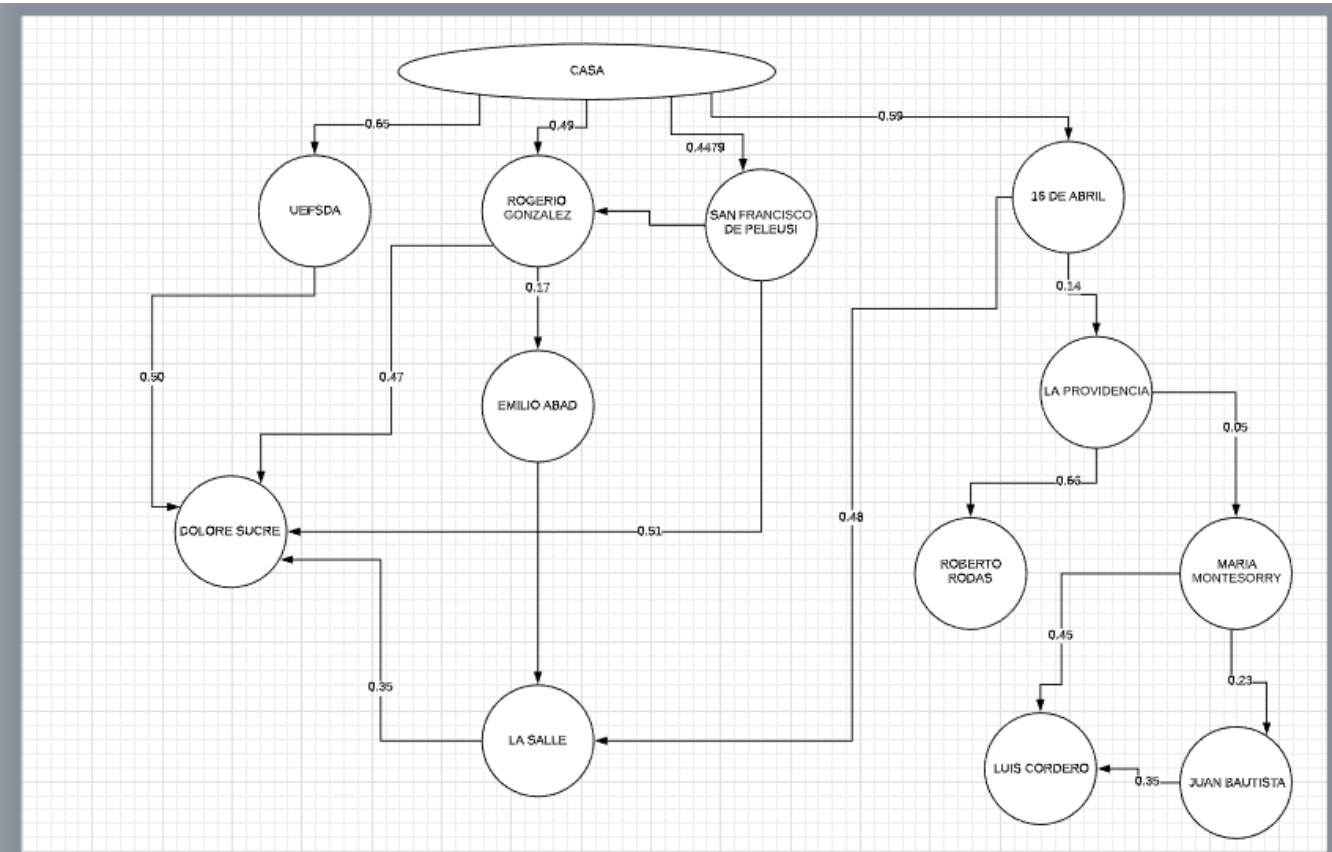 CASA
0.65
0.49
0.4479
0.59
UEFSDA
ROGERIO
GONZALEZ
SAN FRANCISCO
DE PELEUSI
16 DE ABRIL
0.17
0.14
0.50
0.47
EMILIO ABAD
LA PROVIDENCIA
0.05
0.66
DOLORE SUCRE
0.51
0.48
ROBERTO
RODAS
MARIA
MONTESORRY
0.45
0.35
0.23
LA SALLE
LUIS CORDERO
0.35
JUAN BAUTISTA